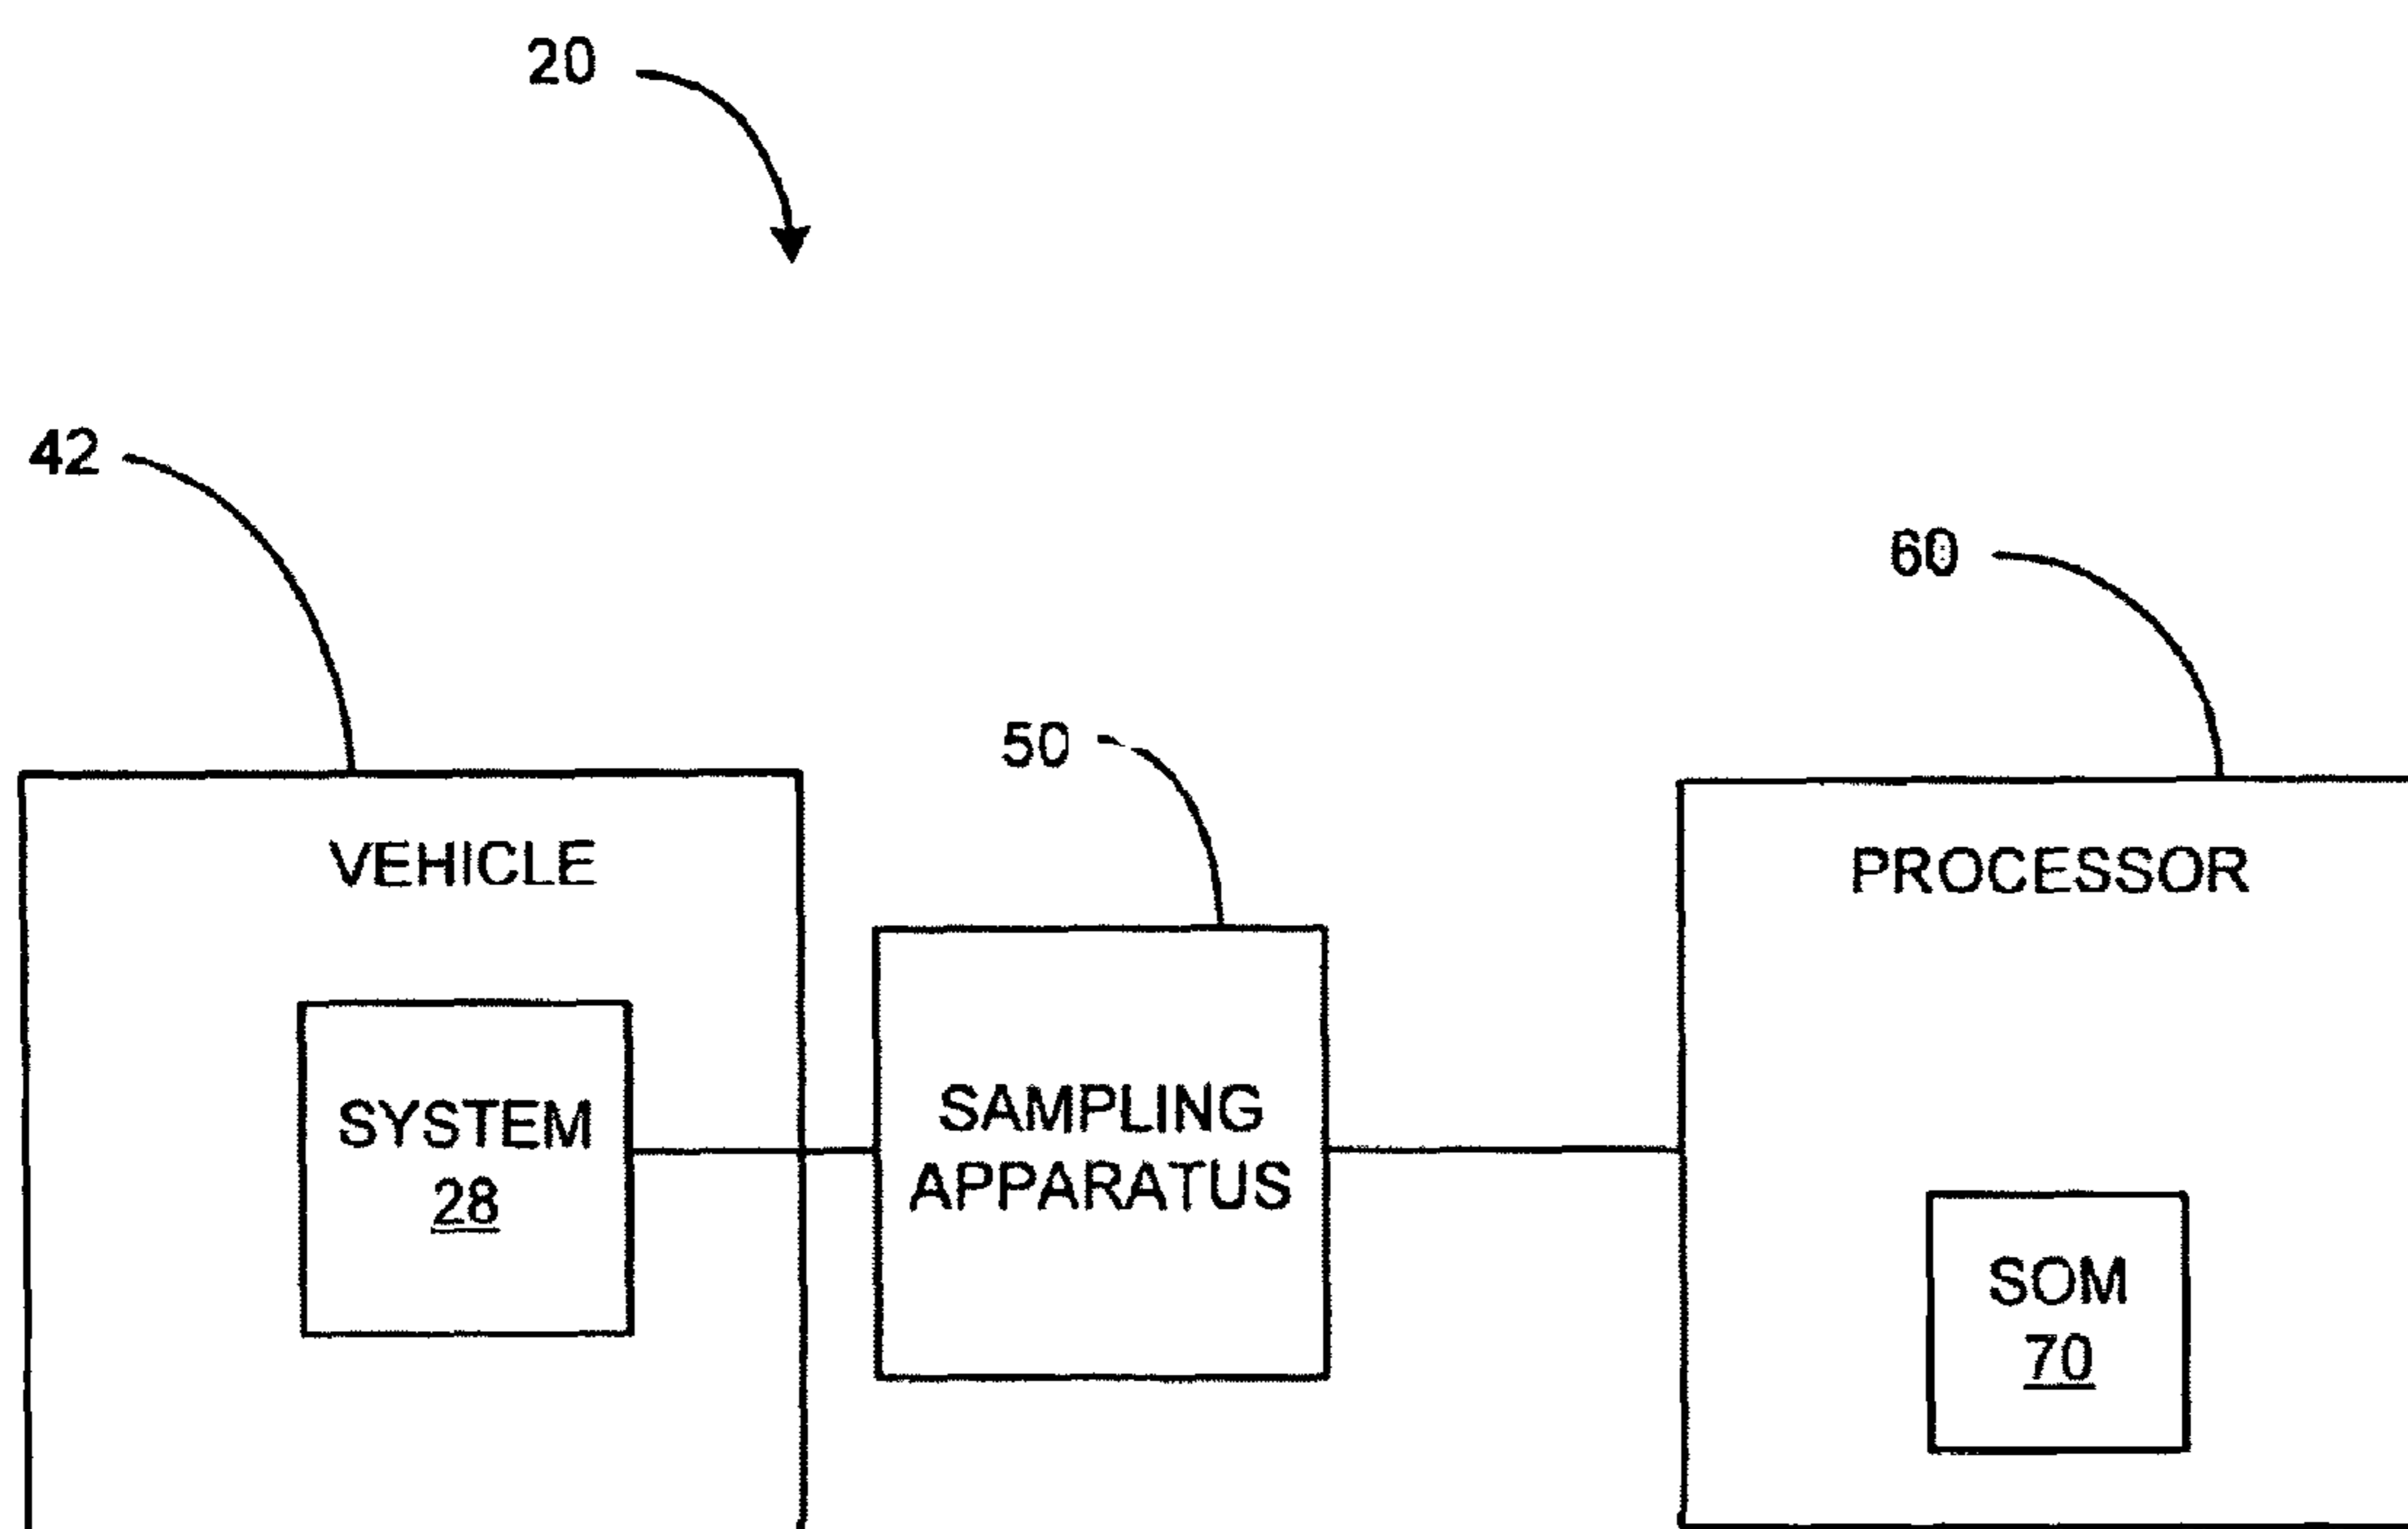 20
42
60
50
VEHICLE
PROCESSOR
SYSTEM
28
SAMPLING
APPARATUS
SOM
70